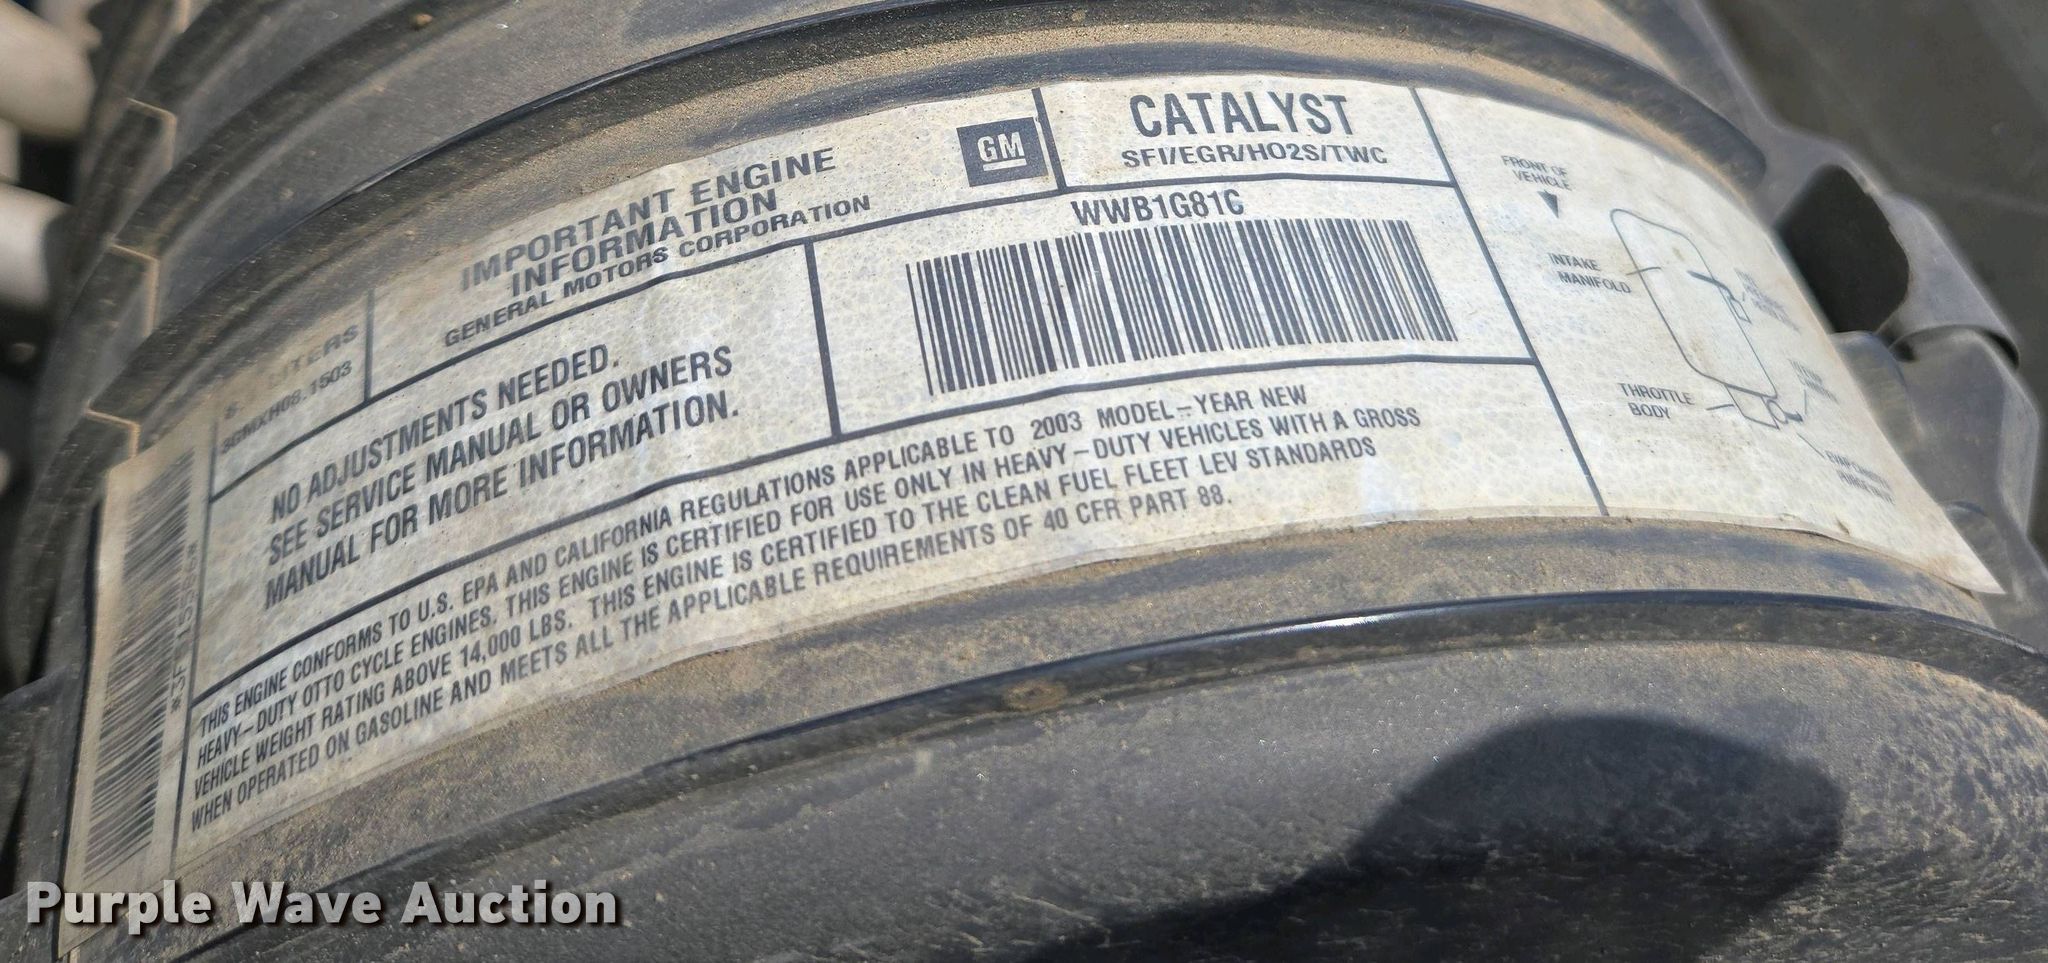 LITERS
3GMXH08.1503
IMPORTANT ENGINE
INFORMATION
GENERAL MOTORS CORPORATION
GM
CATALYST
SFI/EGR/HO2S/TWC
NO ADJUSTMENTS NEEDED.
SEE SERVICE MANUAL OR OWNERS
MANUAL FOR MORE INFORMATION.
WWB1G81C
THIS ENGINE CONFORMS TO U.S. EPA AND CALIFORNIA REGULATIONS APPLICABLE TO 2003 MODEL-YEAR NEW
HEAVY-DUTY OTTO CYCLE ENGINES. THIS ENGINE IS CERTIFIED FOR USE ONLY IN HEAVY-DUTY VEHICLES WITH A GROSS
VEHICLE WEIGHT RATING ABOVE 14,000 LBS. THIS ENGINE IS CERTIFIED TO THE CLEAN FUEL FLEET LEV STANDARDS
WHEN OPERATED ON GASOLINE AND MEETS ALL THE APPLICABLE REQUIREMENTS OF 40 CFR PART 88.
FRONT OF
VEHICLE
INTAKE
MANIFOLD
THROTTLE
BODY
Purple Wave Auction